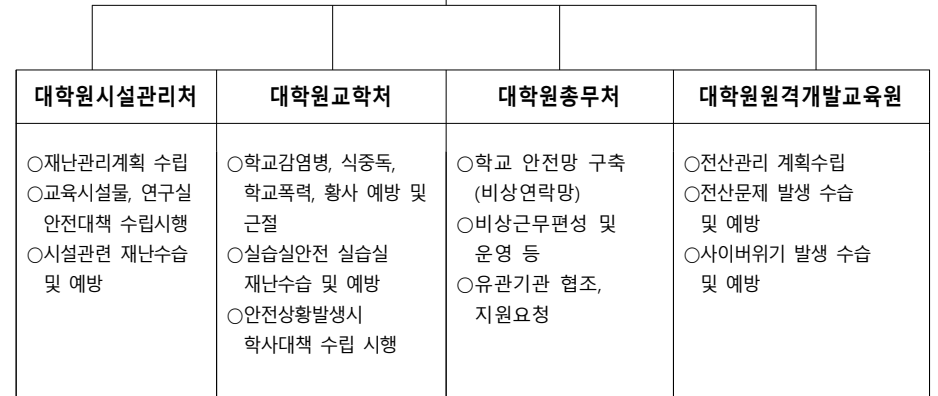 대학원시설관리처
○재난관리계획 수립
○교육시설물, 연구실
안전대책 수립시행
○시설관련 재난수습
및 예방
대학원교학처
○학교감염병, 식중독,
학교폭력, 황사 예방 및
근절
○실습실안전 실습실
재난수습 및 예방
○안전상황발생시
학사대책 수립 시행
대학원총무처
○학교 안전망 구축
(비상연락망)
○비상근무편성 및
운영 등
○유관기관 협조,
지원요청
대학원원격개발교육원
○전산관리 계획수립
○전산문제 발생 수습
및 예방
○사이버위기 발생 수습
및 예방